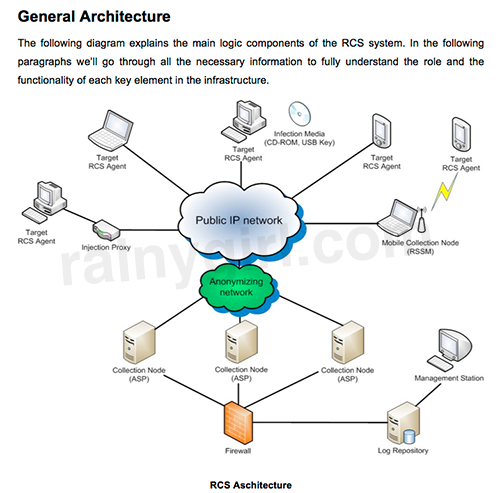 General Architecture
The following diagram explains the main logic components of the RCS system. In the following
paragraphs we'll go through all the necessary information to fully understand the role and the
functionality of each key element in the infrastructure.
Infection Media
(CD-ROM, USB Key)
Target
RCS Agent
Target
RCS Agent
Target
RCS Agent
Target
RCS Agent
Public IP network
Target
RCS Agent
Injection Proxy
Mobile Collection Node
(RSSM)
rainygirl.com
Anonymizing
network
Collection Node
(ASP)
Collection Node
(ASP)
Collection Node
(ASP)
Management Station
Firewall
Log Repository
RCS Aschitecture